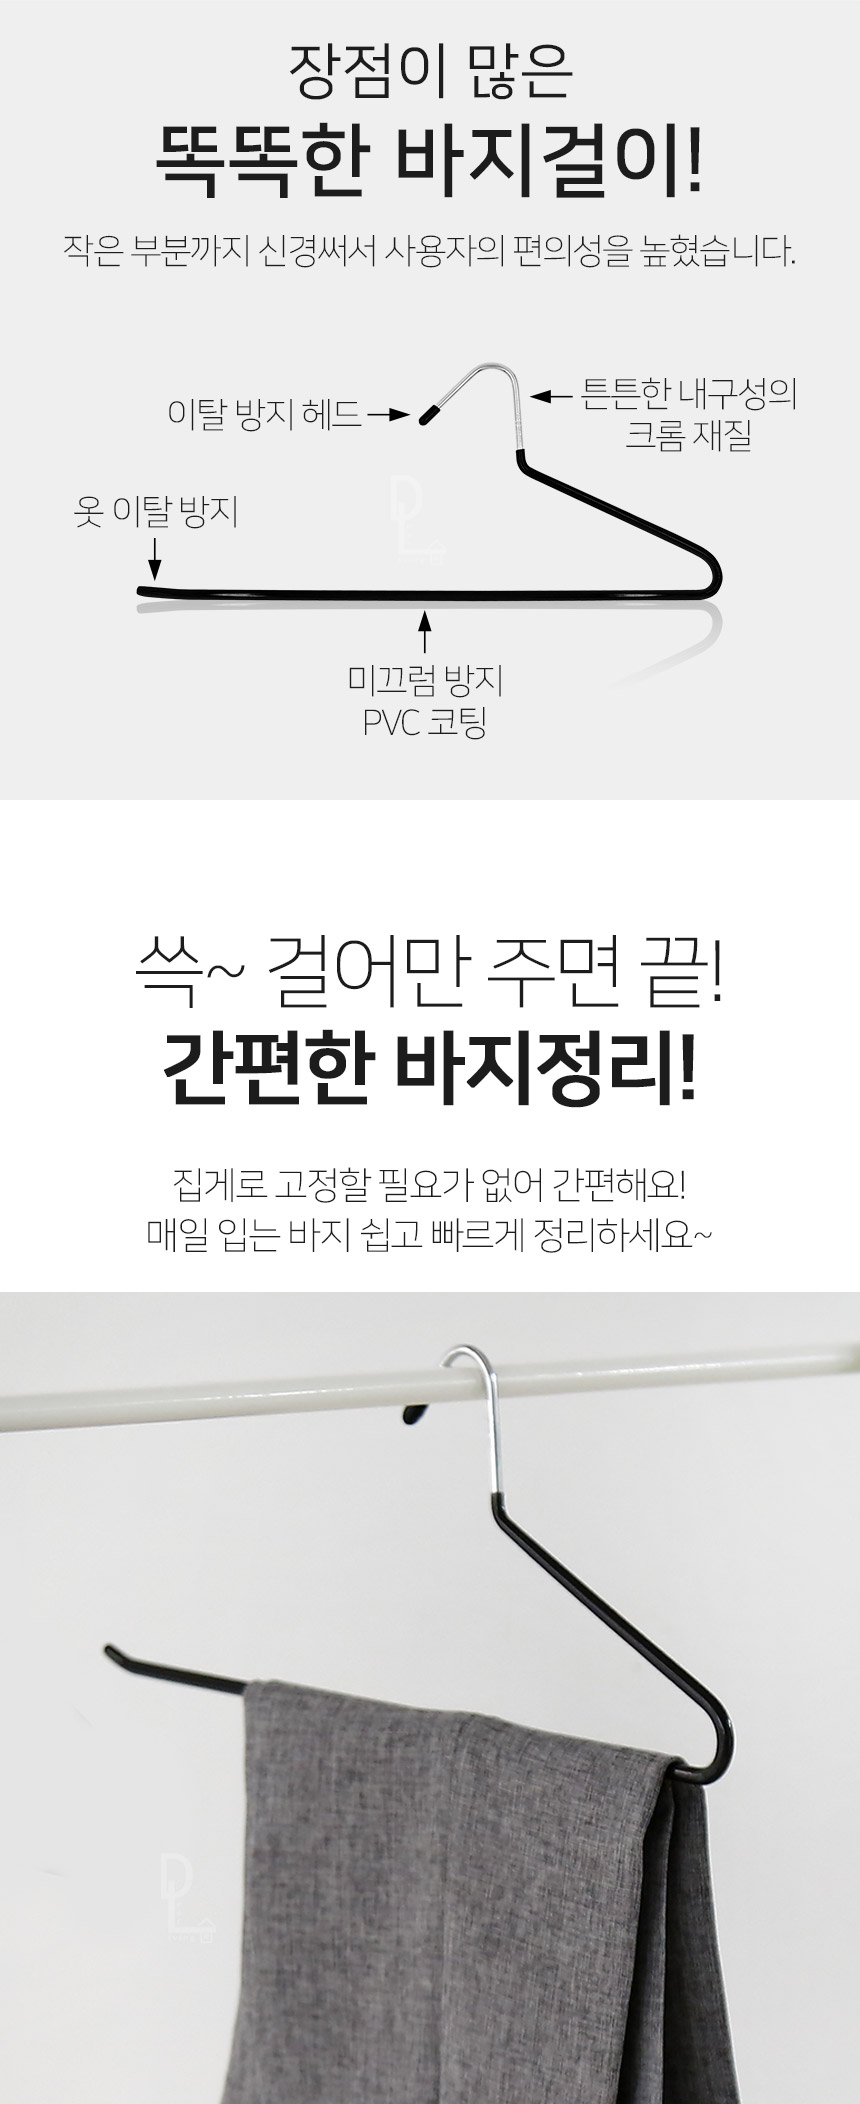 장점이 많은
똑똑한 바지걸이!
작은 부분까지 신경써서 사용자의 편의성을 높혔습니다.
이탈 방지 헤드
튼튼한 내구성의
크롬 재질
옷 이탈 방지
미끄럼 방지
PVC 코팅
쓱~ 걸어만 주면 끝!
간편한 바지정리!
집게로 고정할 필요가 없어 간편해요!
매일 입는 바지 쉽고 빠르게 정리하세요~